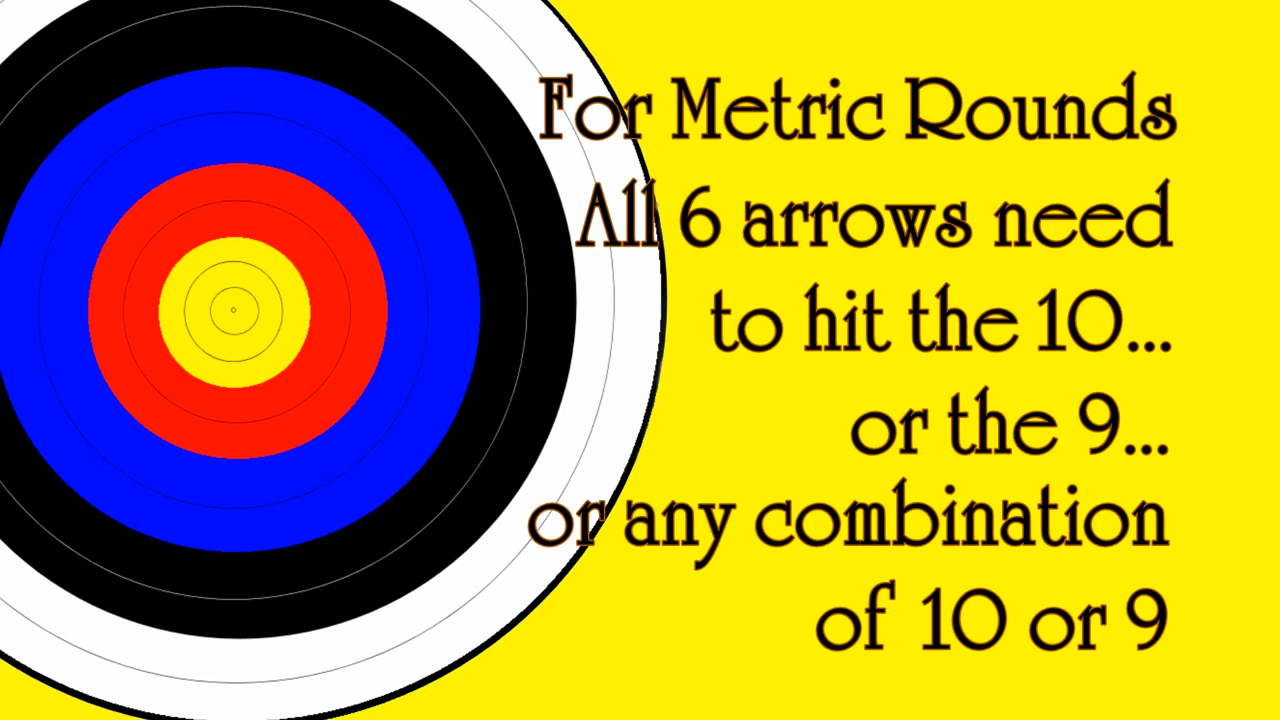 For Metric Rounds
All 6 arrows need
to hit the 10...
or the 9...
or any combination
of 10 or 9